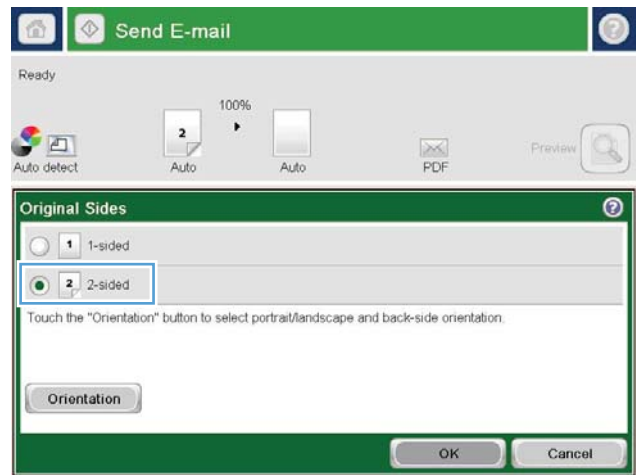 Send E-mail
Ready
100%
2
Auto detect
Auto
Auto
PDF
Preview
Original Sides
1 1-sided
2 2-sided
Touch the "Orientation" button to select portrait/landscape and back-side orientation.
Orientation
OK
Cancel